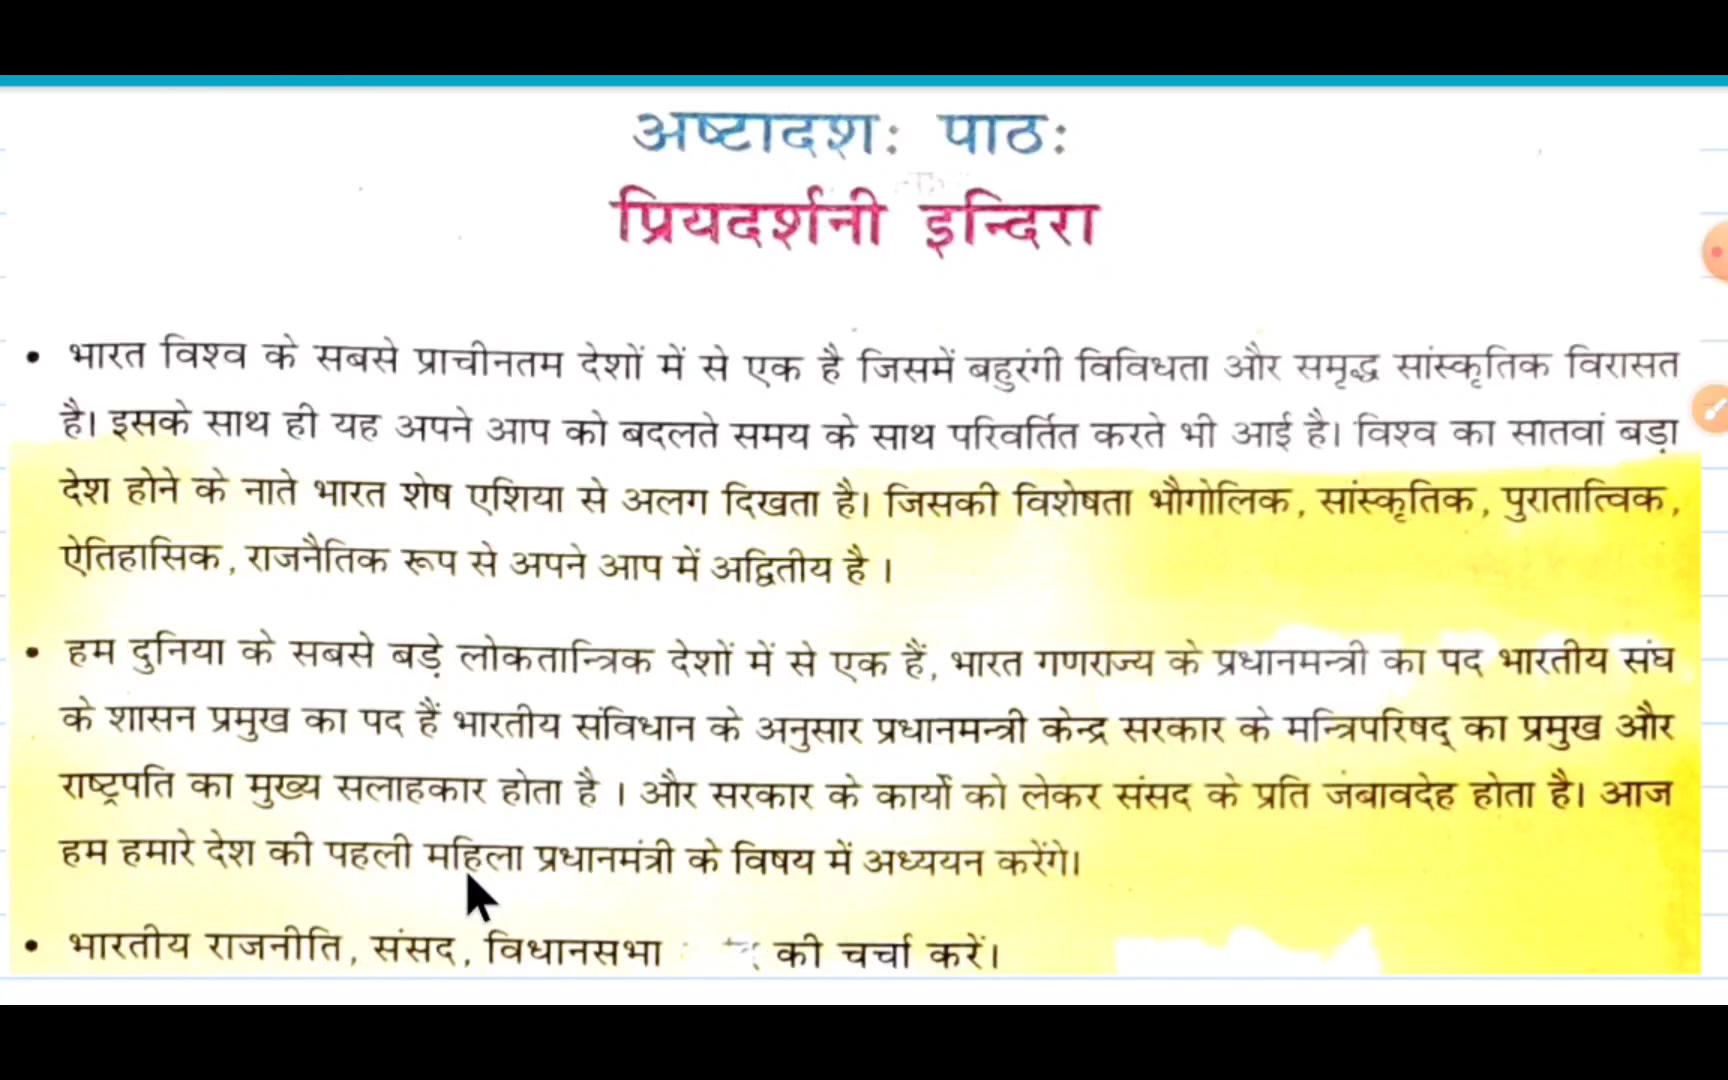 अष्टादशः पाठः
प्रियदर्शनी इन्दिरा
• भारत विश्व के सबसे प्राचीनतम देशों में से एक है जिसमें बहुरंगी विविधता और समृद्ध सांस्कृतिक विरासत
है। इसके साथ ही यह अपने आप को बदलते समय के साथ परिवर्तित करते भी आई है। विश्व का सातवां बड़ा
देश होने के नाते भारत शेष एशिया से अलग दिखता है। जिसकी विशेषता भौगोलिक, सांस्कृतिक, पुरातात्विक,
ऐतिहासिक, राजनैतिक रूप से अपने आप में अद्वितीय है ।
• हम दुनिया के सबसे बड़े लोकतान्त्रिक देशों में से एक हैं, भारत गणराज्य के प्रधानमन्त्री का पद भारतीय संघ
के शासन प्रमुख का पद हैं भारतीय संविधान के अनुसार प्रधानमन्त्री केन्द्र सरकार के मन्त्रिपरिषद् का प्रमुख और
राष्ट्रपति का मुख्य सलाहकार होता है । और सरकार के कार्यो को लेकर संसद के प्रति जंबावदेह होता है। आज
हम हमारे देश की पहली महिला प्रधानमंत्री के विषय में अध्ययन करेंगे।
• भारतीय राजनीति, संसद, विधानसभा की चर्चा करें।